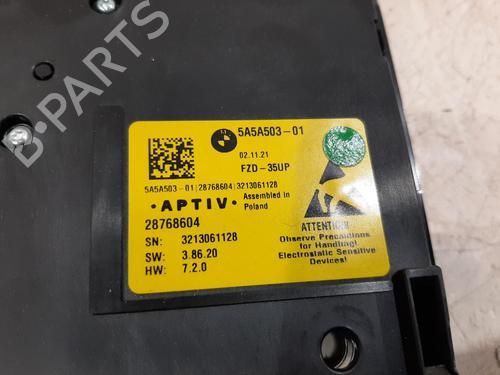 5A5A503-01
02.11.21
FZD-35UP
5A5A503-01|28768604|3213061128
• APTIV •
Assembled in
Poland
28768604
SN: 3213061128
SW: 3.86.20
HW: 7.2.0
ATTENTION!
Observe Precautions
for Handling!
Electrostatic Sensitive
Devices!
B-PARTS